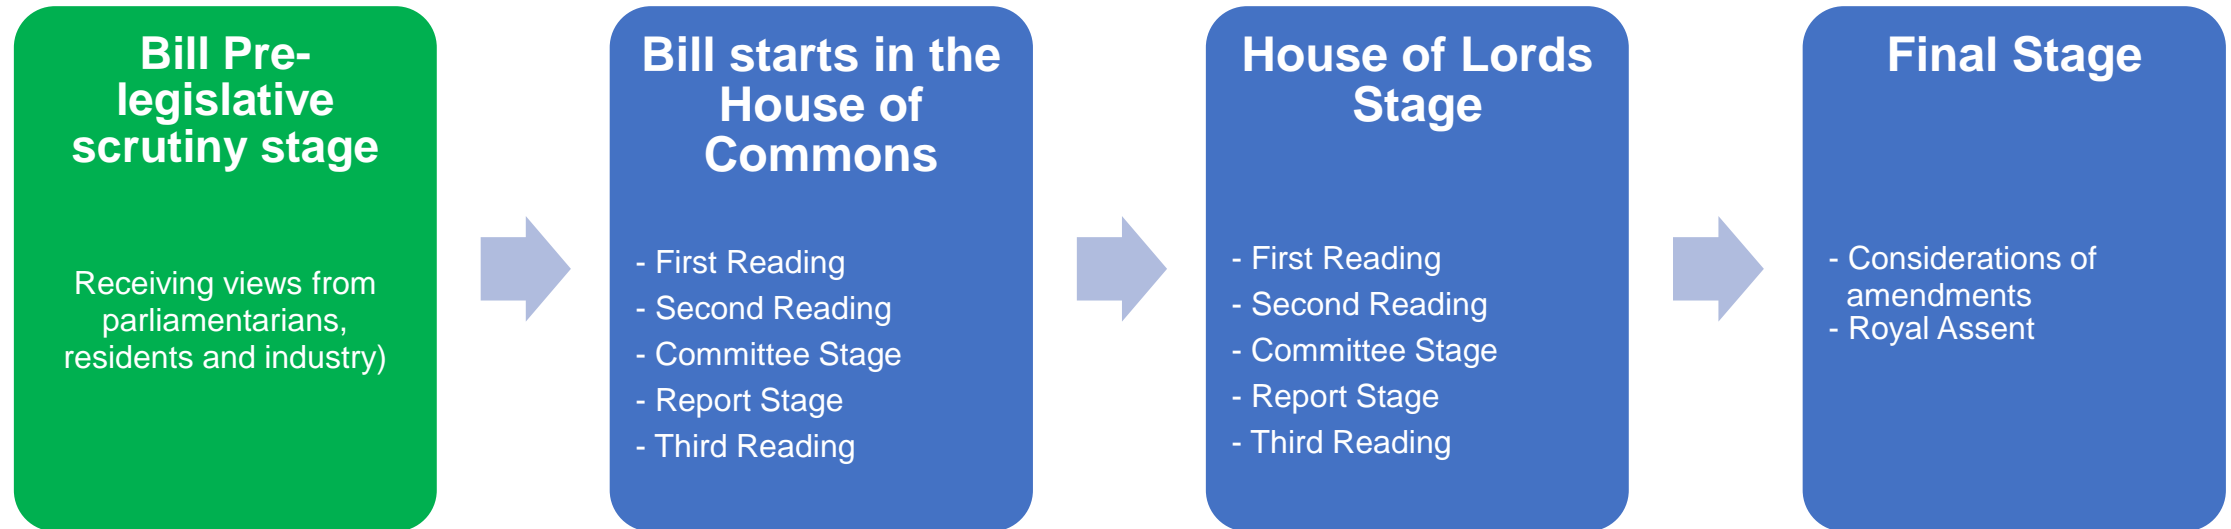 Bill Pre-
legislative
scrutiny stage
Receiving views from
parliamentarians,
residents and industry)
Bill starts in the
House of
Commons
- First Reading
- Second Reading
- Committee Stage
- Report Stage
- Third Reading
House of Lords
Stage
- First Reading
- Second Reading
- Committee Stage
- Report Stage
- Third Reading
Final Stage
- Considerations of
amendments
- Royal Assent